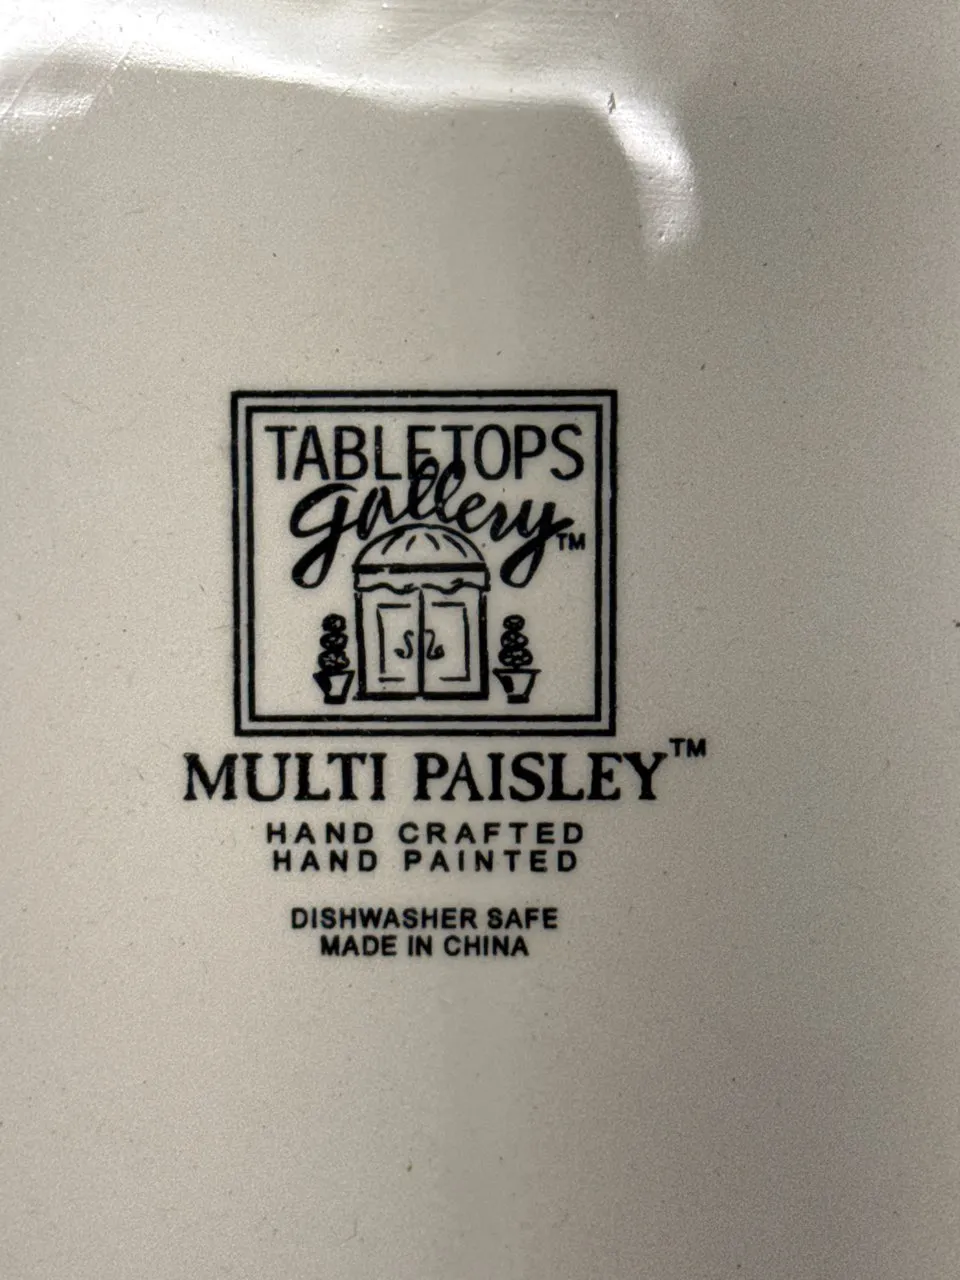 TABLETOPS
gallery™
MULTI PAISLEY™
HAND CRAFTED
HAND PAINTED
DISHWASHER SAFE
MADE IN CHINA